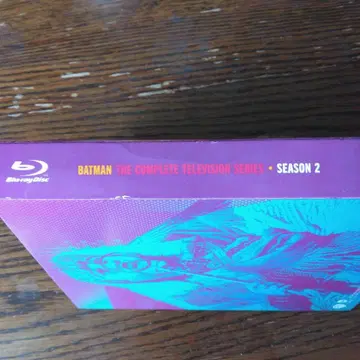 Blu-ray Disc
BATMAN THE COMPLETE TELEVISION SERIES • SEASON 2